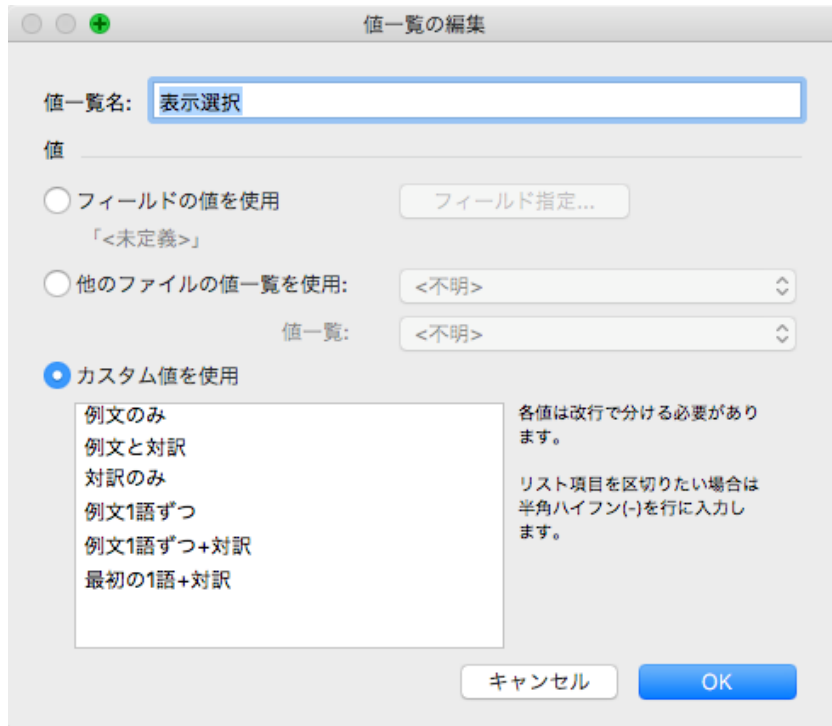 値一覧の編集
値一覧名: 表示選択
値
フィールドの値を使用 フィールド指定...
「<未定義>」
他のファイルの値一覧を使用: <不明>
値一覧: <不明>
カスタム値を使用
例文のみ
例文と対訳
対訳のみ
例文1語ずつ
例文1語ずつ+対訳
最初の1語+対訳
各値は改行で分ける必要があり
ます。
リスト項目を区切りたい場合は
半角ハイフン(-)を行に入力し
ます。
キャンセル OK